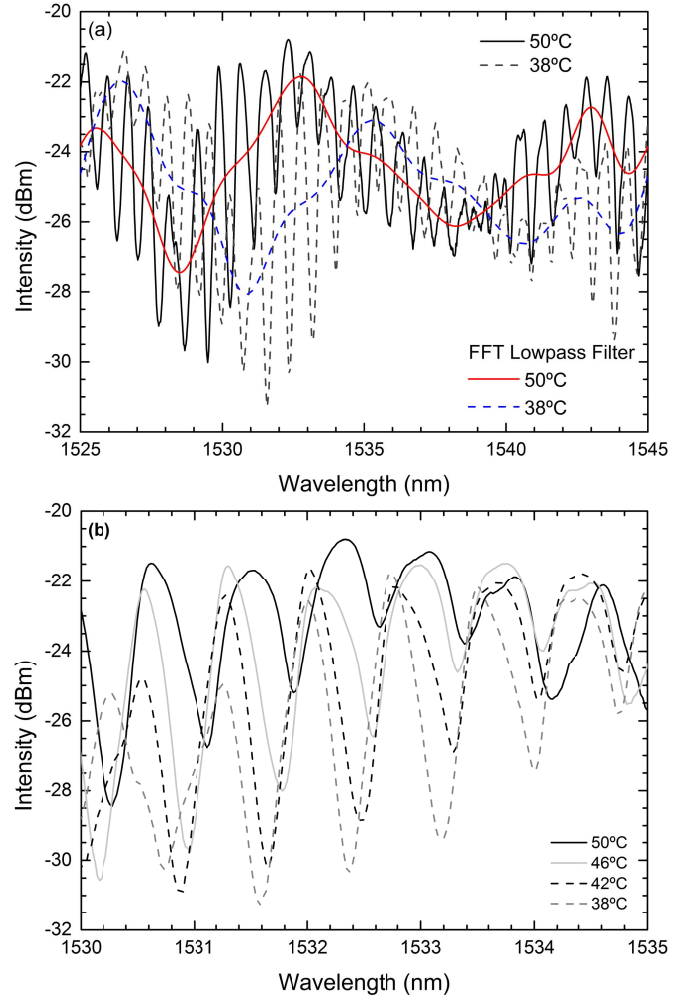 (a)
50ºC
38ºC
-20
-22
-24
-26
-28
-30
-32
Intensity (dBm)
FFT Lowpass Filter
50ºC
38ºC
1525 1530 1535 1540 1545
Wavelength (nm)
(b)
-20
-22
-24
-26
-28
-30
-32
Intensity (dBm)
50ºC
46ºC
42ºC
38ºC
1530 1531 1532 1533 1534 1535
Wavelength (nm)